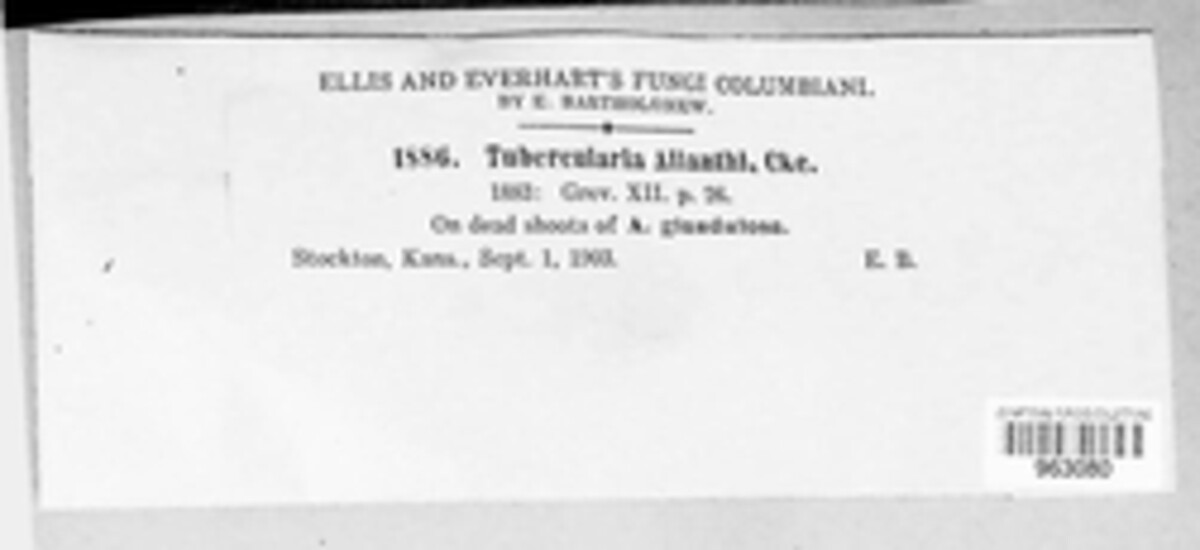 ELLIS AND EVERHART'S FUNGI COLUMBIANI.
BY E. BARTHOLOMEW.
1886. Tubercularia Ailanthi, Cke.
1883: Grev. XII. p. 26.
On dead shoots of A. glandulosa.
Stockton, Kans., Sept. 1, 1903.
E. B.
963080